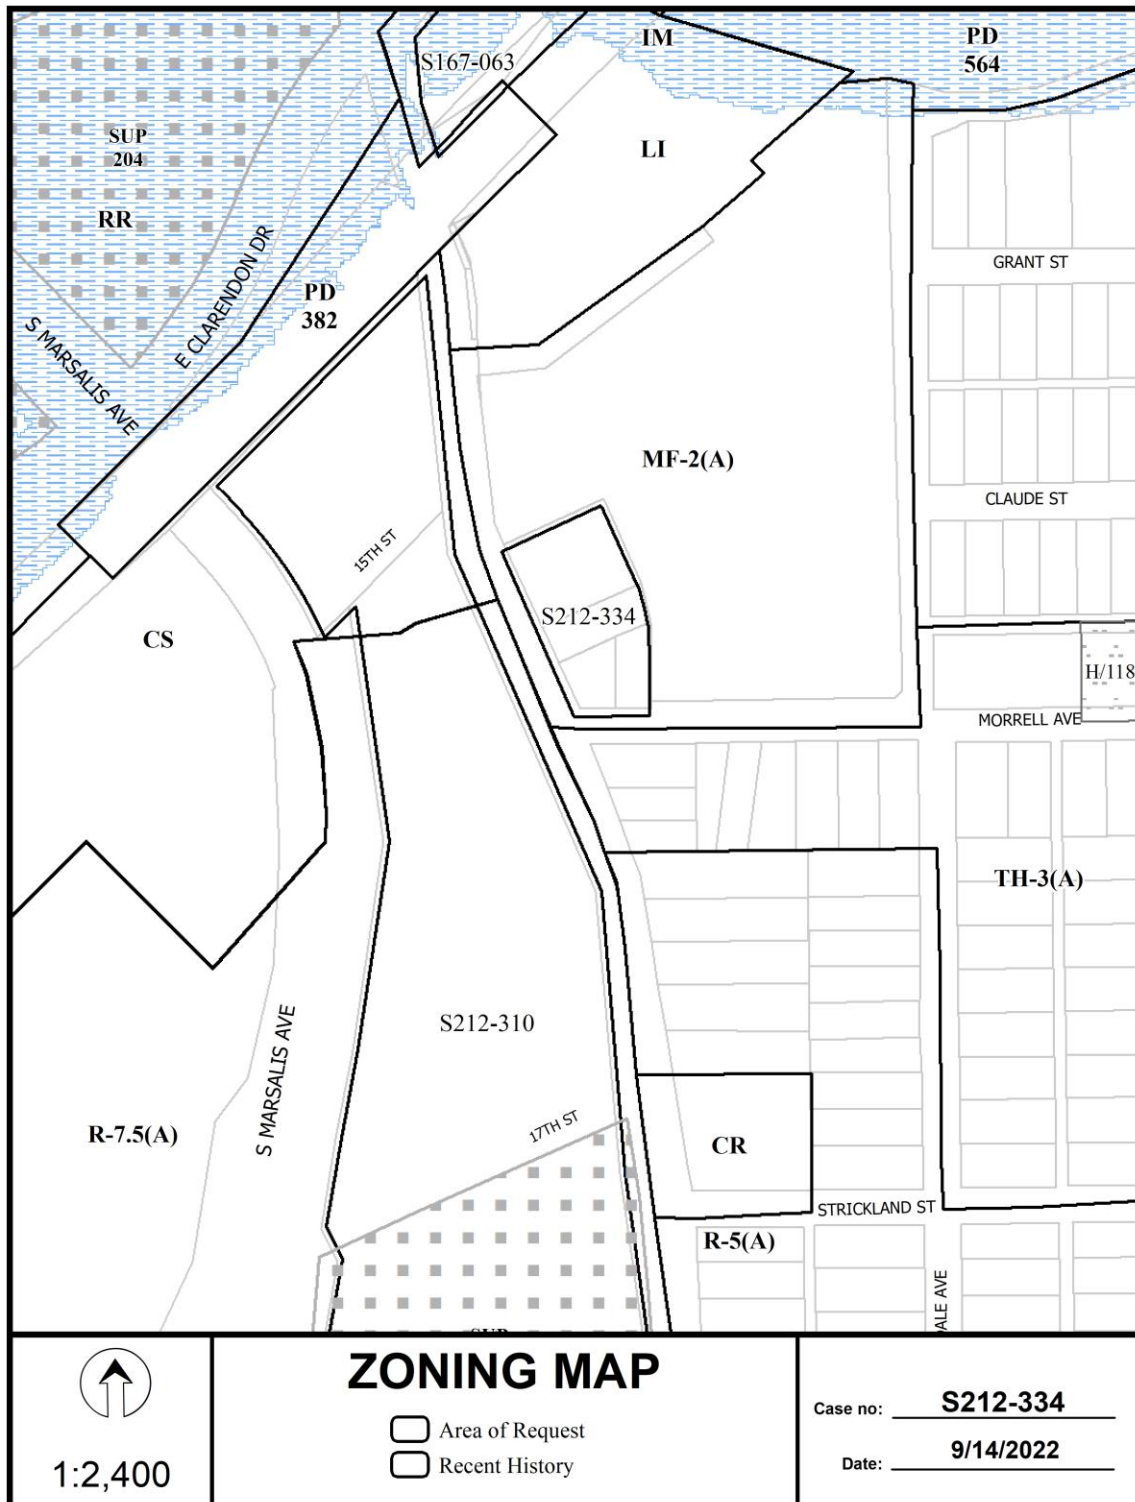 S167-063
IM
PD
564
SUP
204
LI
RR
E CLARENDON DR
GRANT ST
PD
382
S MARSALIS AVE
MF-2(A)
CLAUDE ST
15TH ST
S212-334
CS
H/118
MORRELL AVE
TH-3(A)
S212-310
S MARSALIS AVE
17TH ST
R-7.5(A)
CR
STRICKLAND ST
R-5(A)
DALE AVE
1:2,400
ZONING MAP
Area of Request
Recent History
Case no: S212-334
Date: 9/14/2022